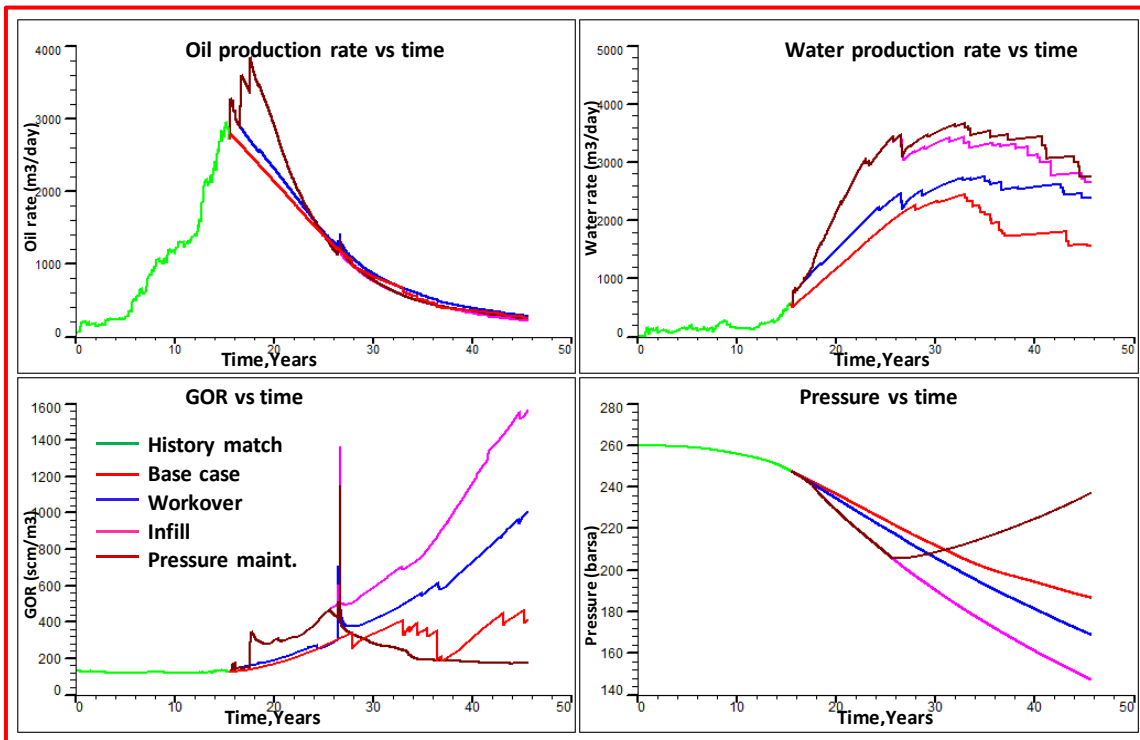 Oil production rate vs time
Oil rate (m3/day)
4000
3000
2000
1000
0
0 10 20 30 40 50
Time,Years
Water production rate vs time
Water rate (m3/day)
5000
4000
3000
2000
1000
0
0 10 20 30 40 50
Time,Years
GOR vs time
GOR (scm/m3)
1600
1400
1200
1000
800
600
400
200
0
History match
Base case
Workover
Infill
Pressure maint.
0 10 20 30 40 50
Time,Years
Pressure vs time
Pressure (barsa)
280
260
240
220
200
180
160
140
0 10 20 30 40 50
Time,Years